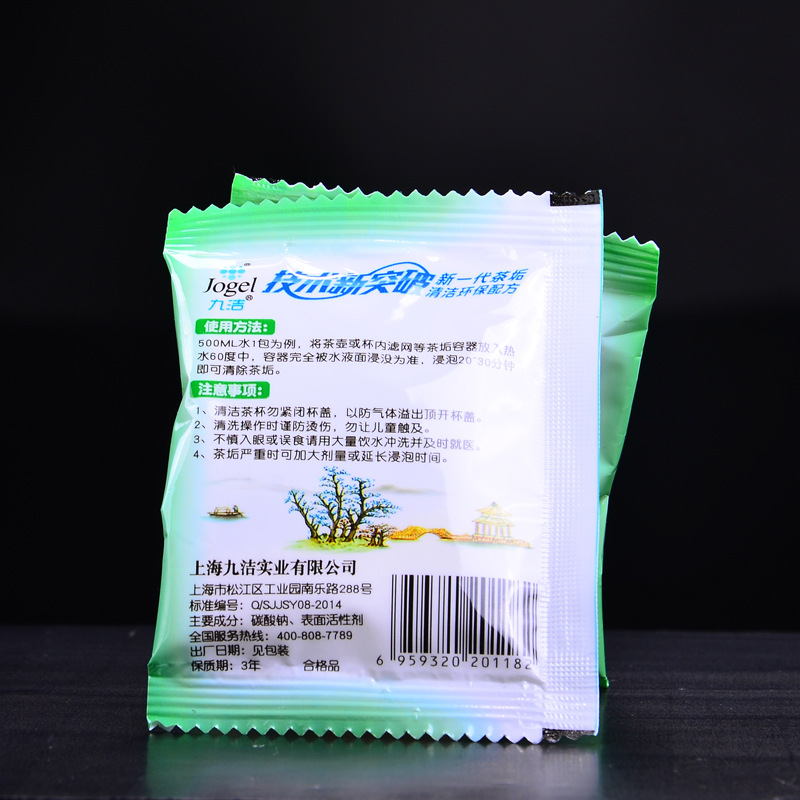 Jogel
九洁®
技术新突破
新一代茶垢
清洁环保配方
使用方法:
500ML水1包为例，将茶壶或杯内滤网等茶垢容器放入热
水60度中，容器完全被水液面浸没为准，浸泡20~30分钟
即可清除茶垢。
注意事项:
1、清洁茶杯勿紧闭杯盖，以防气体溢出顶开杯盖。
2、清洗操作时谨防烫伤，勿让儿童触及。
3、不慎入眼或误食请用大量饮水冲洗并及时就医。
4、茶垢严重时可加大剂量或延长浸泡时间。
上海九洁实业有限公司
上海市松江区工业园南乐路288号
标准编号：Q/SJJSY08-2014
主要成分：碳酸钠、表面活性剂
全国服务热线：400-808-7789
出厂日期：见包装
保质期：3年 合格品
6 959320 201182